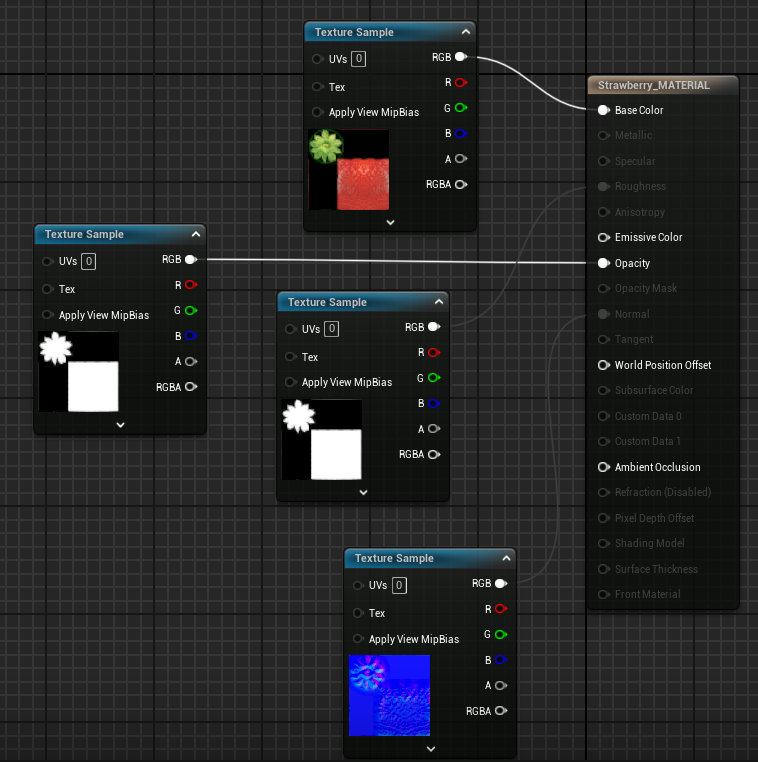 Texture Sample
UVs 0
RGB
R
Tex
G
Apply View MipBias
B
A
RGBA
Strawberry_MATERIAL
Base Color
Metallic
Specular
Roughness
Anisotropy
Emissive Color
Opacity
Opacity Mask
Normal
Tangent
World Position Offset
Subsurface Color
Custom Data 0
Custom Data 1
Ambient Occlusion
Refraction (Disabled)
Pixel Depth Offset
Shading Model
Surface Thickness
Front Material
Texture Sample
UVs 0
RGB
R
Tex
G
Apply View MipBias
B
A
RGBA
Texture Sample
UVs 0
RGB
R
Tex
G
Apply View MipBias
B
A
RGBA
Texture Sample
UVs 0
RGB
R
Tex
G
Apply View MipBias
B
A
RGBA